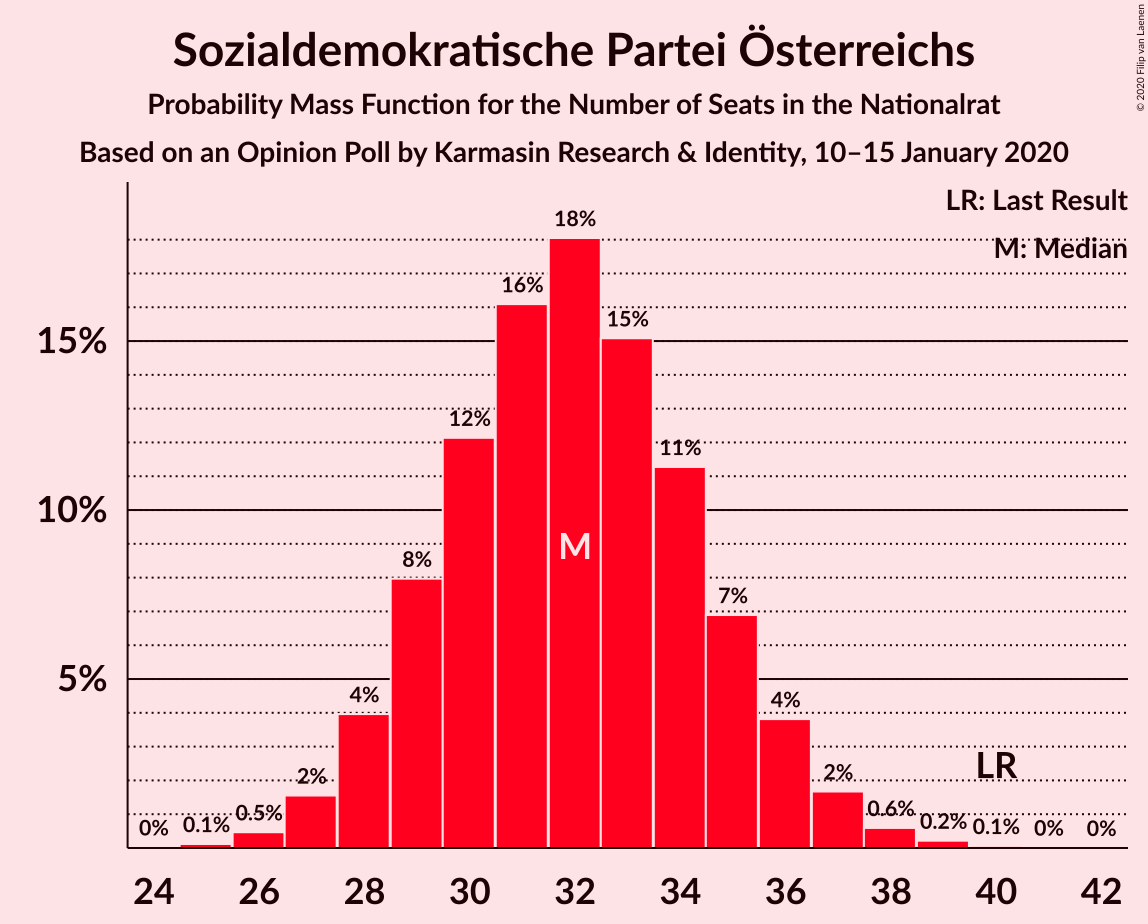 Sozialdemokratische Partei Österreichs
Probability Mass Function for the Number of Seats in the Nationalrat
Based on an Opinion Poll by Karmasin Research & Identity, 10–15 January 2020
© 2020 Filip van Laenen
LR: Last Result
M: Median
15%
10%
5%
0%
0.1%
0.5%
2%
4%
8%
12%
16%
18%
15%
11%
7%
4%
2%
0.6%
0.2%
0.1%
0%
0%
M
LR
24 26 28 30 32 34 36 38 40 42